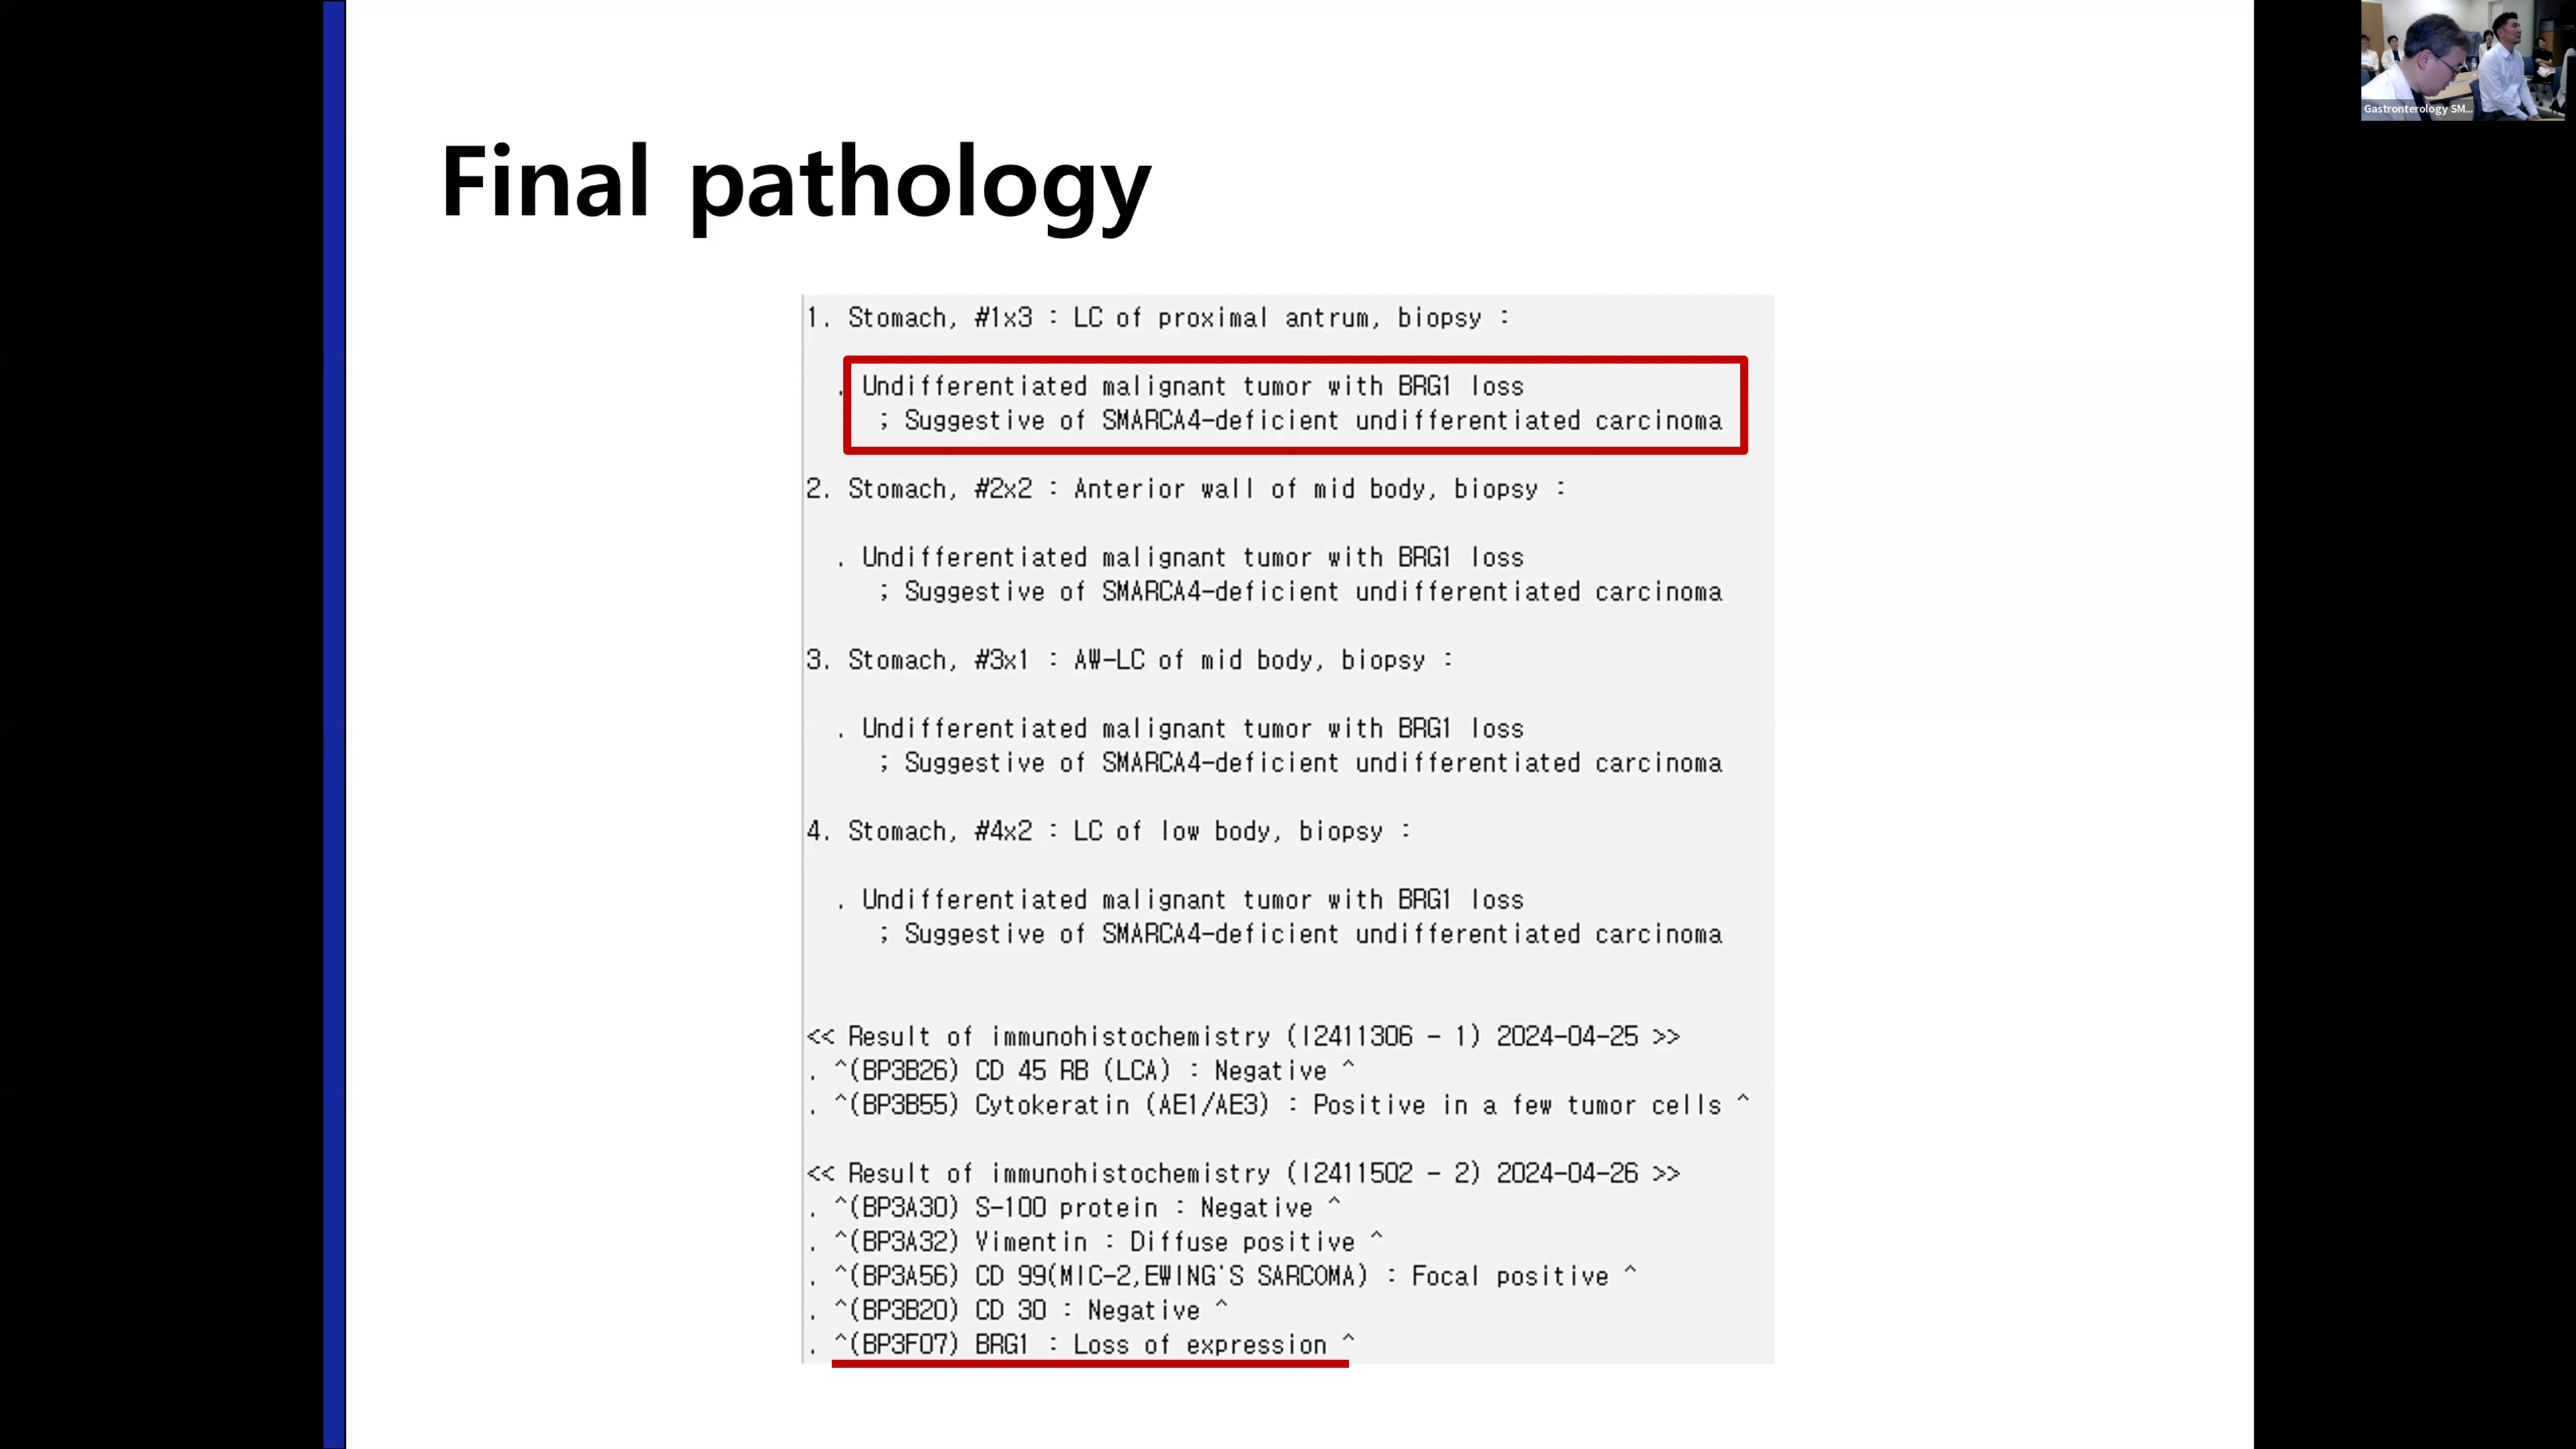 Gastronterology SM...
Final pathology
1. Stomach, #1x3 : LC of proximal antrum, biopsy :
. Undifferentiated malignant tumor with BRG1 loss
; Suggestive of SMARCA4-deficient undifferentiated carcinoma
2. Stomach, #2x2 : Anterior wall of mid body, biopsy :
. Undifferentiated malignant tumor with BRG1 loss
; Suggestive of SMARCA4-deficient undifferentiated carcinoma
3. Stomach, #3x1 : AW-LC of mid body, biopsy :
. Undifferentiated malignant tumor with BRG1 loss
; Suggestive of SMARCA4-deficient undifferentiated carcinoma
4. Stomach, #4x2 : LC of low body, biopsy :
. Undifferentiated malignant tumor with BRG1 loss
; Suggestive of SMARCA4-deficient undifferentiated carcinoma
<< Result of immunohistochemistry (I2411306 - 1) 2024-04-25 >>
. ^(BP3B26) CD 45 RB (LCA) : Negative ^
. ^(BP3B55) Cytokeratin (AE1/AE3) : Positive in a few tumor cells ^
<< Result of immunohistochemistry (I2411502 - 2) 2024-04-26 >>
. ^(BP3A30) S-100 protein : Negative ^
. ^(BP3A32) Vimentin : Diffuse positive ^
. ^(BP3A56) CD 99(MIC-2,EWING'S SARCOMA) : Focal positive ^
. ^(BP3B20) CD 30 : Negative ^
. ^(BP3F07) BRG1 : Loss of expression ^